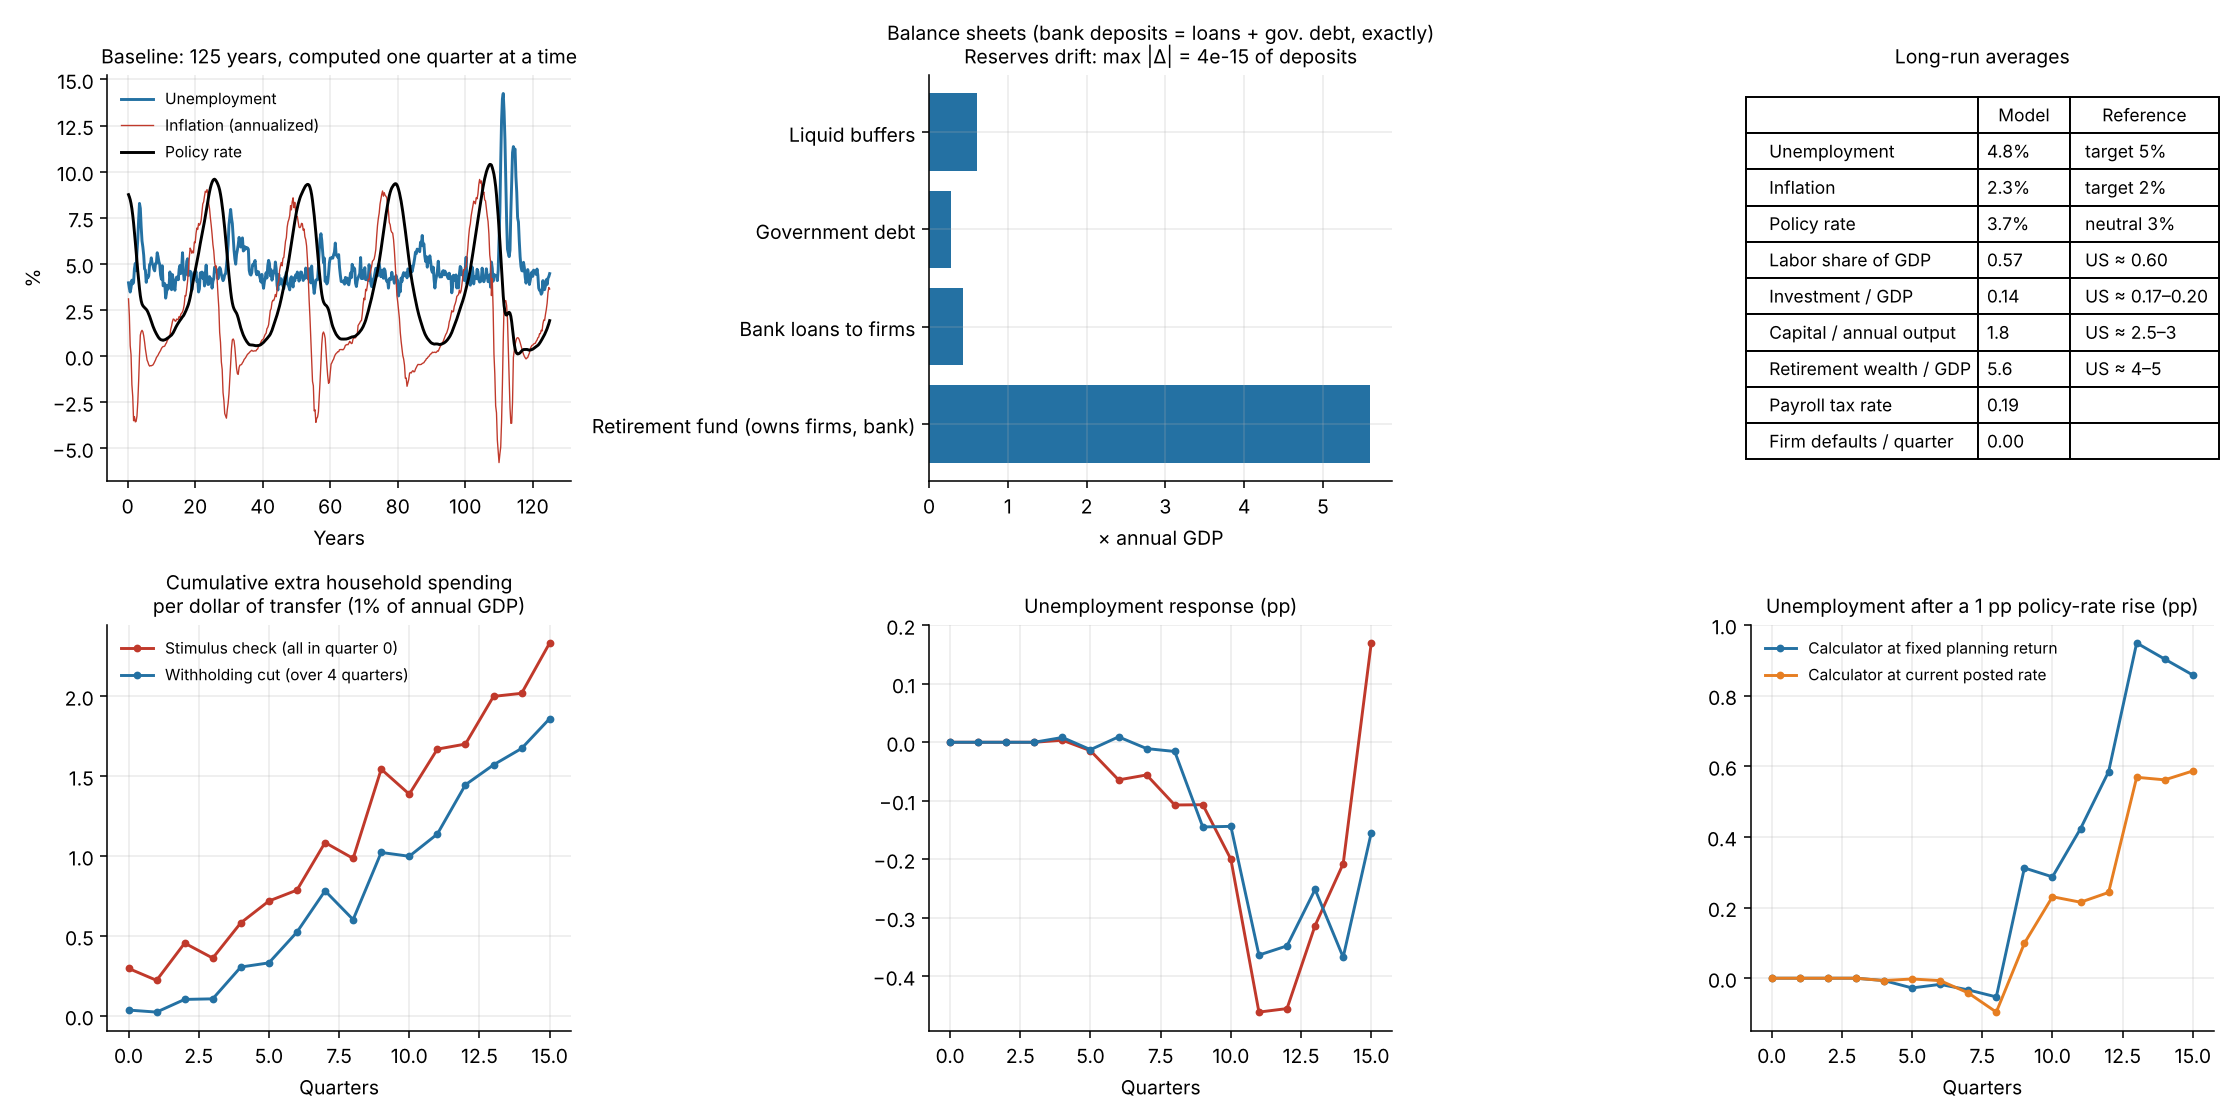 Baseline: 125 years, computed one quarter at a time
15.0
12.5
10.0
7.5
5.0
2.5
0.0
−2.5
−5.0
%
Unemployment
Inflation (annualized)
Policy rate
0 20 40 60 80 100 120
Years
Balance sheets (bank deposits = loans + gov. debt, exactly)
Reserves drift: max |Δ| = 4e-15 of deposits
Liquid buffers
Government debt
Bank loans to firms
Retirement fund (owns firms, bank)
0 1 2 3 4 5
× annual GDP
Long-run averages
Model Reference
Unemployment 4.8% target 5%
Inflation 2.3% target 2%
Policy rate 3.7% neutral 3%
Labor share of GDP 0.57 US ≈ 0.60
Investment / GDP 0.14 US ≈ 0.17–0.20
Capital / annual output 1.8 US ≈ 2.5–3
Retirement wealth / GDP 5.6 US ≈ 4–5
Payroll tax rate 0.19
Firm defaults / quarter 0.00
Cumulative extra household spending
per dollar of transfer (1% of annual GDP)
Stimulus check (all in quarter 0)
Withholding cut (over 4 quarters)
2.0
1.5
1.0
0.5
0.0
0.0 2.5 5.0 7.5 10.0 12.5 15.0
Quarters
Unemployment response (pp)
0.2
0.1
0.0
−0.1
−0.2
−0.3
−0.4
0.0 2.5 5.0 7.5 10.0 12.5 15.0
Quarters
Unemployment after a 1 pp policy-rate rise (pp)
1.0
0.8
0.6
0.4
0.2
0.0
Calculator at fixed planning return
Calculator at current posted rate
0.0 2.5 5.0 7.5 10.0 12.5 15.0
Quarters